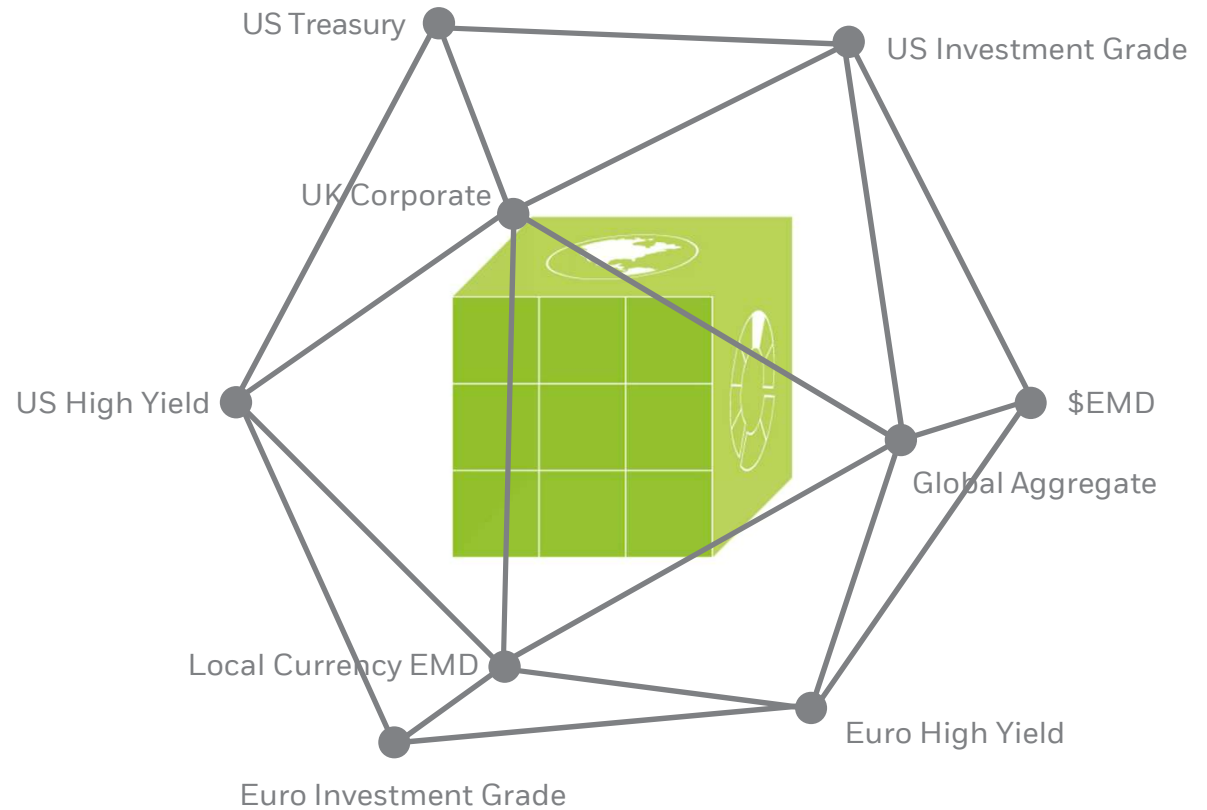 US Treasury
US Investment Grade
UK Corporate
US High Yield
$EMD
Global Aggregate
Local Currency EMD
Euro High Yield
Euro Investment Grade